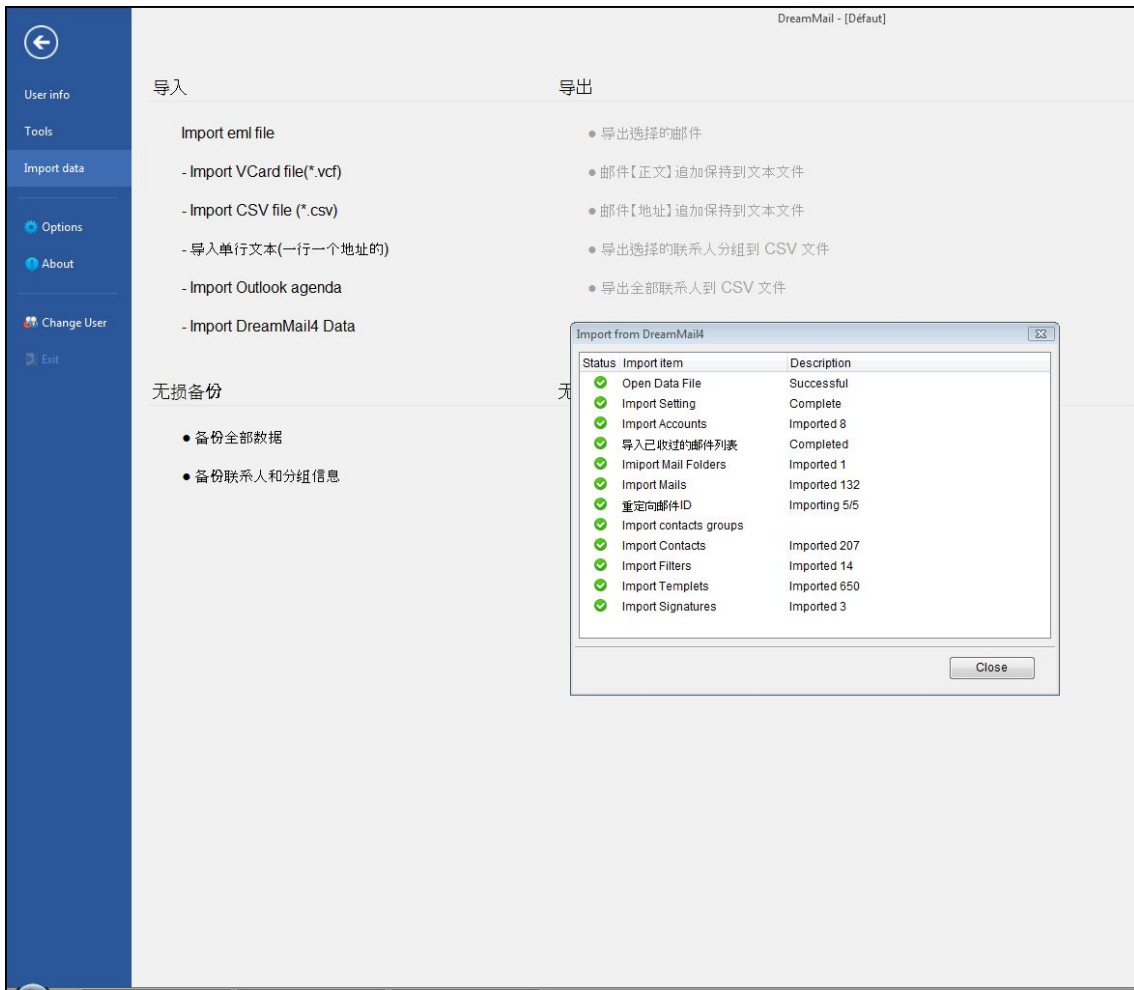 DreamMail - [Défaut]
User info
Tools
Import data
Options
About
Change User
Exit
导入
Import eml file
- Import VCard file(*.vcf)
- Import CSV file (*.csv)
- 导入单行文本(一行一个地址的)
- Import Outlook agenda
- Import DreamMail4 Data
导出
● 导出选择的邮件
● 邮件【正文】追加保持到文本文件
● 邮件【地址】追加保持到文本文件
● 导出选择的联系人分组到 CSV 文件
● 导出全部联系人到 CSV 文件
无损备份
● 备份全部数据
● 备份联系人和分组信息
无
Import from DreamMail4
Status Import item Description
Open Data File Successful
Import Setting Complete
Import Accounts Imported 8
导入已收过的邮件列表 Completed
Imiport Mail Folders Imported 1
Import Mails Imported 132
重定向邮件ID Importing 5/5
Import contacts groups
Import Contacts Imported 207
Import Filters Imported 14
Import Templets Imported 650
Import Signatures Imported 3
Close